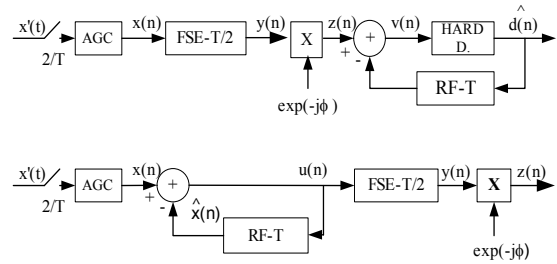 x'(t) 2/T AGC x(n) FSE-T/2 y(n) X z(n) + - + v(n) HARD D. d̂(n)
exp(-jϕ ) RF-T
x'(t) 2/T AGC x(n) + - + u(n) FSE-T/2 y(n) X z(n)
x̂(n) RF-T exp(-jϕ)